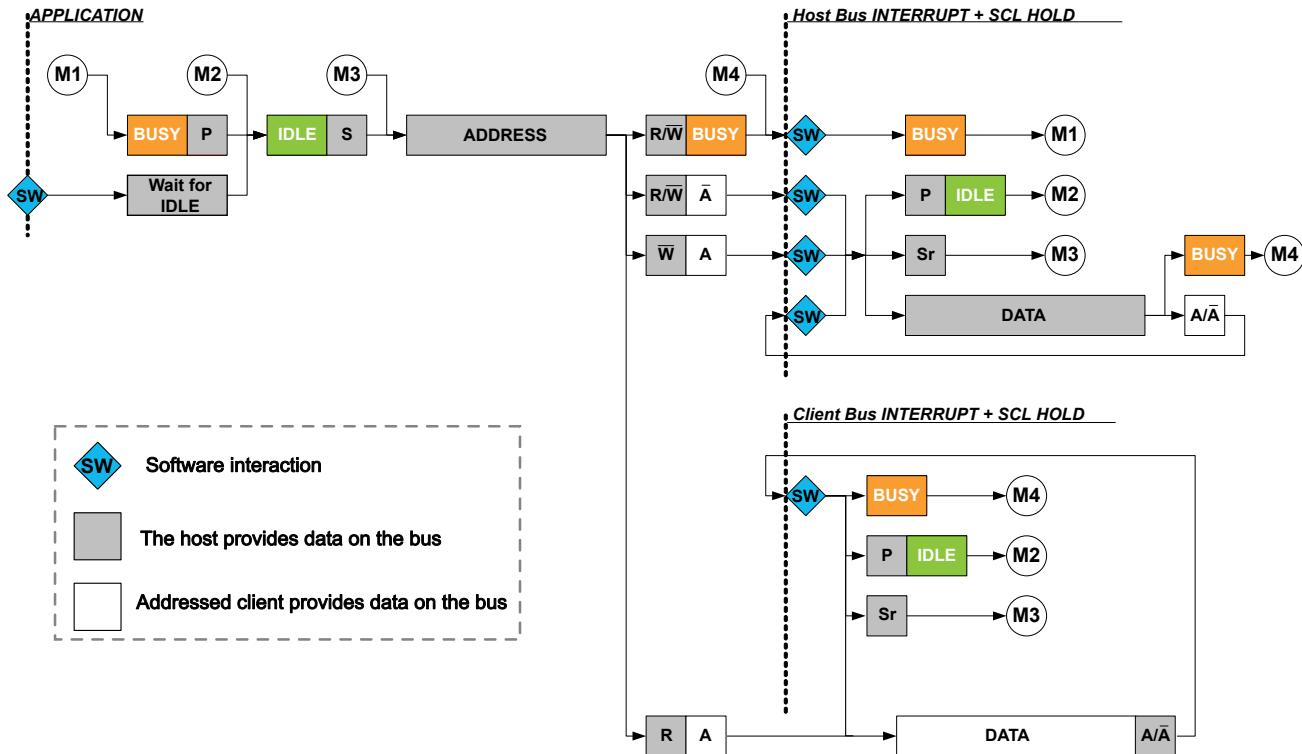 APPLICATION
Host Bus INTERRUPT + SCL HOLD
M1
M2
M3
M4
BUSY P
IDLE S
ADDRESS
R/W̅ BUSY
SW
BUSY
M1
SW
Wait for
IDLE
R/W̅ A̅
SW
P IDLE
M2
W̅ A
SW
Sr
M3
BUSY
M4
SW
DATA
A/A̅
Client Bus INTERRUPT + SCL HOLD
SW
BUSY
M4
P IDLE
M2
Sr
M3
R A
DATA
A/A̅
SW Software interaction
The host provides data on the bus
Addressed client provides data on the bus